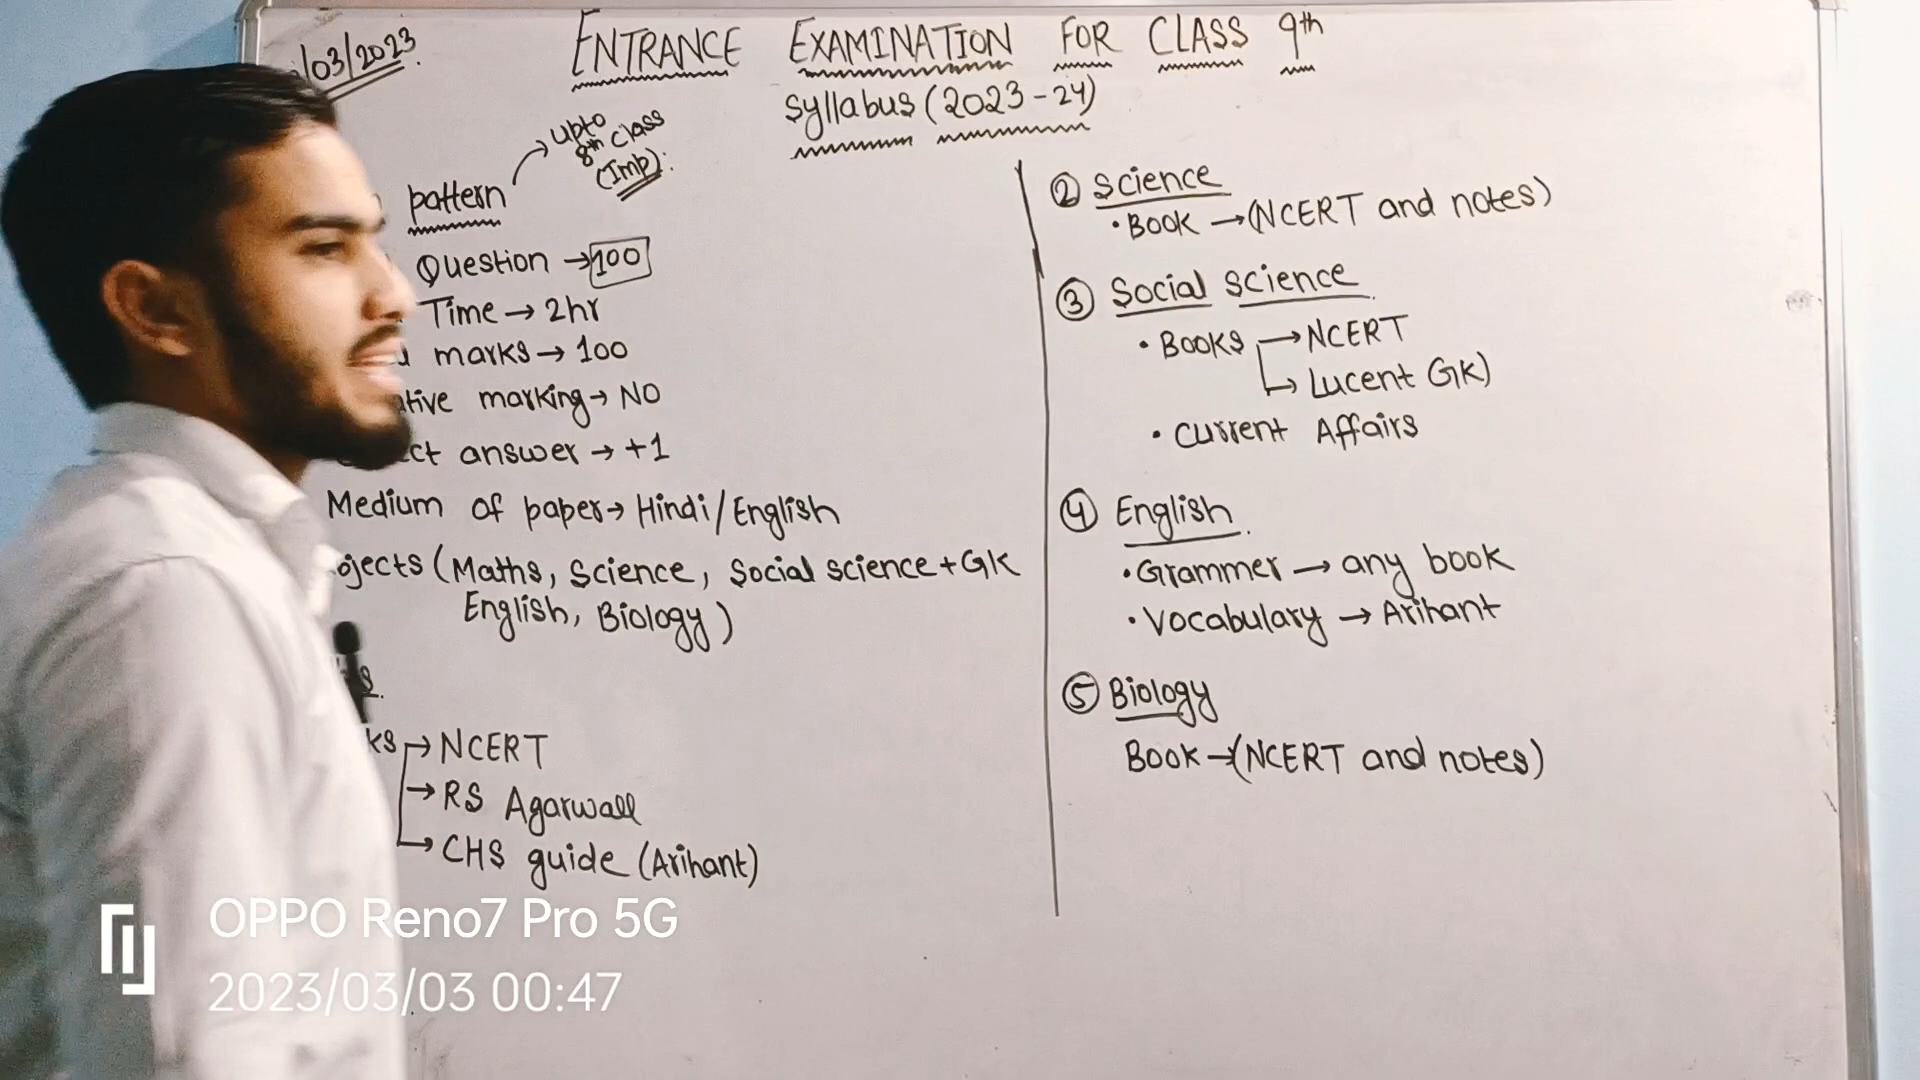 /03/2023
ENTRANCE EXAMINATION FOR CLASS 9th
syllabus (2023-24)
pattern → upto
8th class
(Imp).
Question → 100
Time → 2hr
marks → 100
marking → NO
answer → +1
Medium of paper → Hindi/English
(Maths, Science, Social science + GK
English, Biology)
→ NCERT
→ RS Agarwall
→ CHS guide (Arihant)
② Science
• Book → (NCERT and notes)
③ Social science
• Books → NCERT
→ Lucent GK)
• Current Affairs
④ English.
• Grammer → any book
• Vocabulary → Arihant
⑤ Biology
Book → (NCERT and notes)
OPPO Reno7 Pro 5G
2023/03/03 00:47